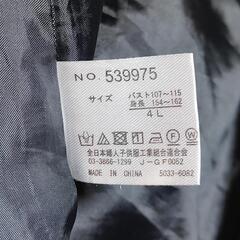 NO. 539975
サイズ
バスト107〜115
身長 154〜162
4L
全日本婦人子供服工業組合連合会
03-3666-1299 J-GF0052
MADE IN CHINA 5033-6082